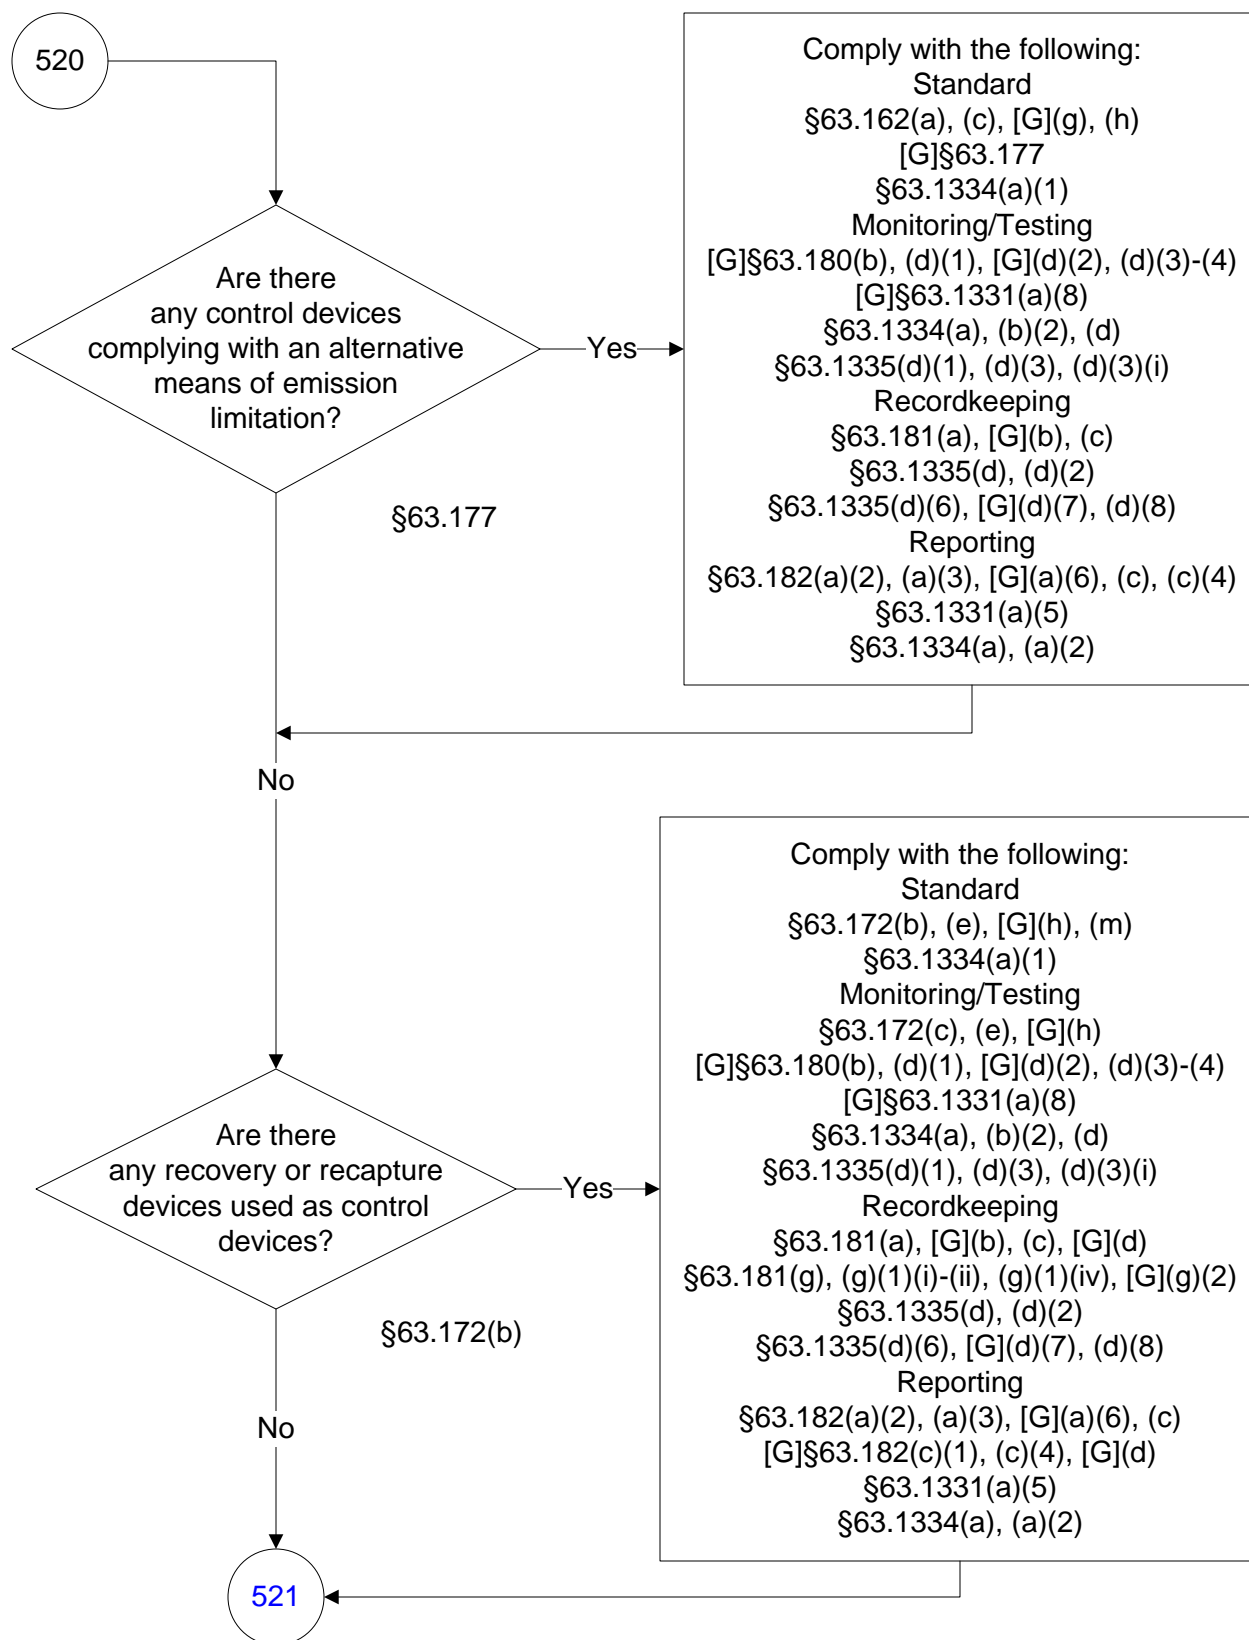 520
Are there
any control devices
complying with an alternative
means of emission
limitation?
Yes
§63.177
Comply with the following:
Standard
§63.162(a), (c), [G](g), (h)
[G]§63.177
§63.1334(a)(1)
Monitoring/Testing
[G]§63.180(b), (d)(1), [G](d)(2), (d)(3)-(4)
[G]§63.1331(a)(8)
§63.1334(a), (b)(2), (d)
§63.1335(d)(1), (d)(3), (d)(3)(i)
Recordkeeping
§63.181(a), [G](b), (c)
§63.1335(d), (d)(2)
§63.1335(d)(6), [G](d)(7), (d)(8)
Reporting
§63.182(a)(2), (a)(3), [G](a)(6), (c), (c)(4)
§63.1331(a)(5)
§63.1334(a), (a)(2)
No
Are there
any recovery or recapture
devices used as control
devices?
Yes
§63.172(b)
Comply with the following:
Standard
§63.172(b), (e), [G](h), (m)
§63.1334(a)(1)
Monitoring/Testing
§63.172(c), (e), [G](h)
[G]§63.180(b), (d)(1), [G](d)(2), (d)(3)-(4)
[G]§63.1331(a)(8)
§63.1334(a), (b)(2), (d)
§63.1335(d)(1), (d)(3), (d)(3)(i)
Recordkeeping
§63.181(a), [G](b), (c), [G](d)
§63.181(g), (g)(1)(i)-(ii), (g)(1)(iv), [G](g)(2)
§63.1335(d), (d)(2)
§63.1335(d)(6), [G](d)(7), (d)(8)
Reporting
§63.182(a)(2), (a)(3), [G](a)(6), (c)
[G]§63.182(c)(1), (c)(4), [G](d)
§63.1331(a)(5)
§63.1334(a), (a)(2)
No
521